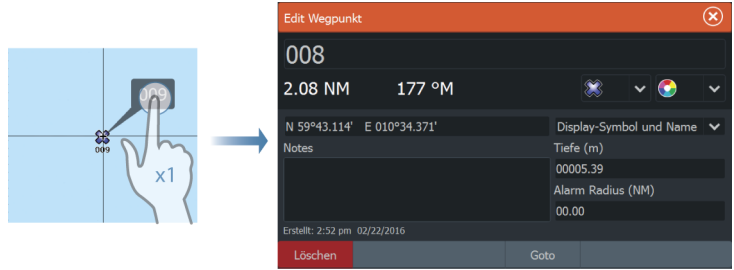 009
009
x1
Edit Wegpunkt
008
2.08 NM 177 °M
N 59°43.114' E 010°34.371' Display-Symbol und Name
Notes Tiefe (m)
00005.39
Alarm Radius (NM)
00.00
Erstellt: 2:52 pm 02/22/2016
Löschen Goto